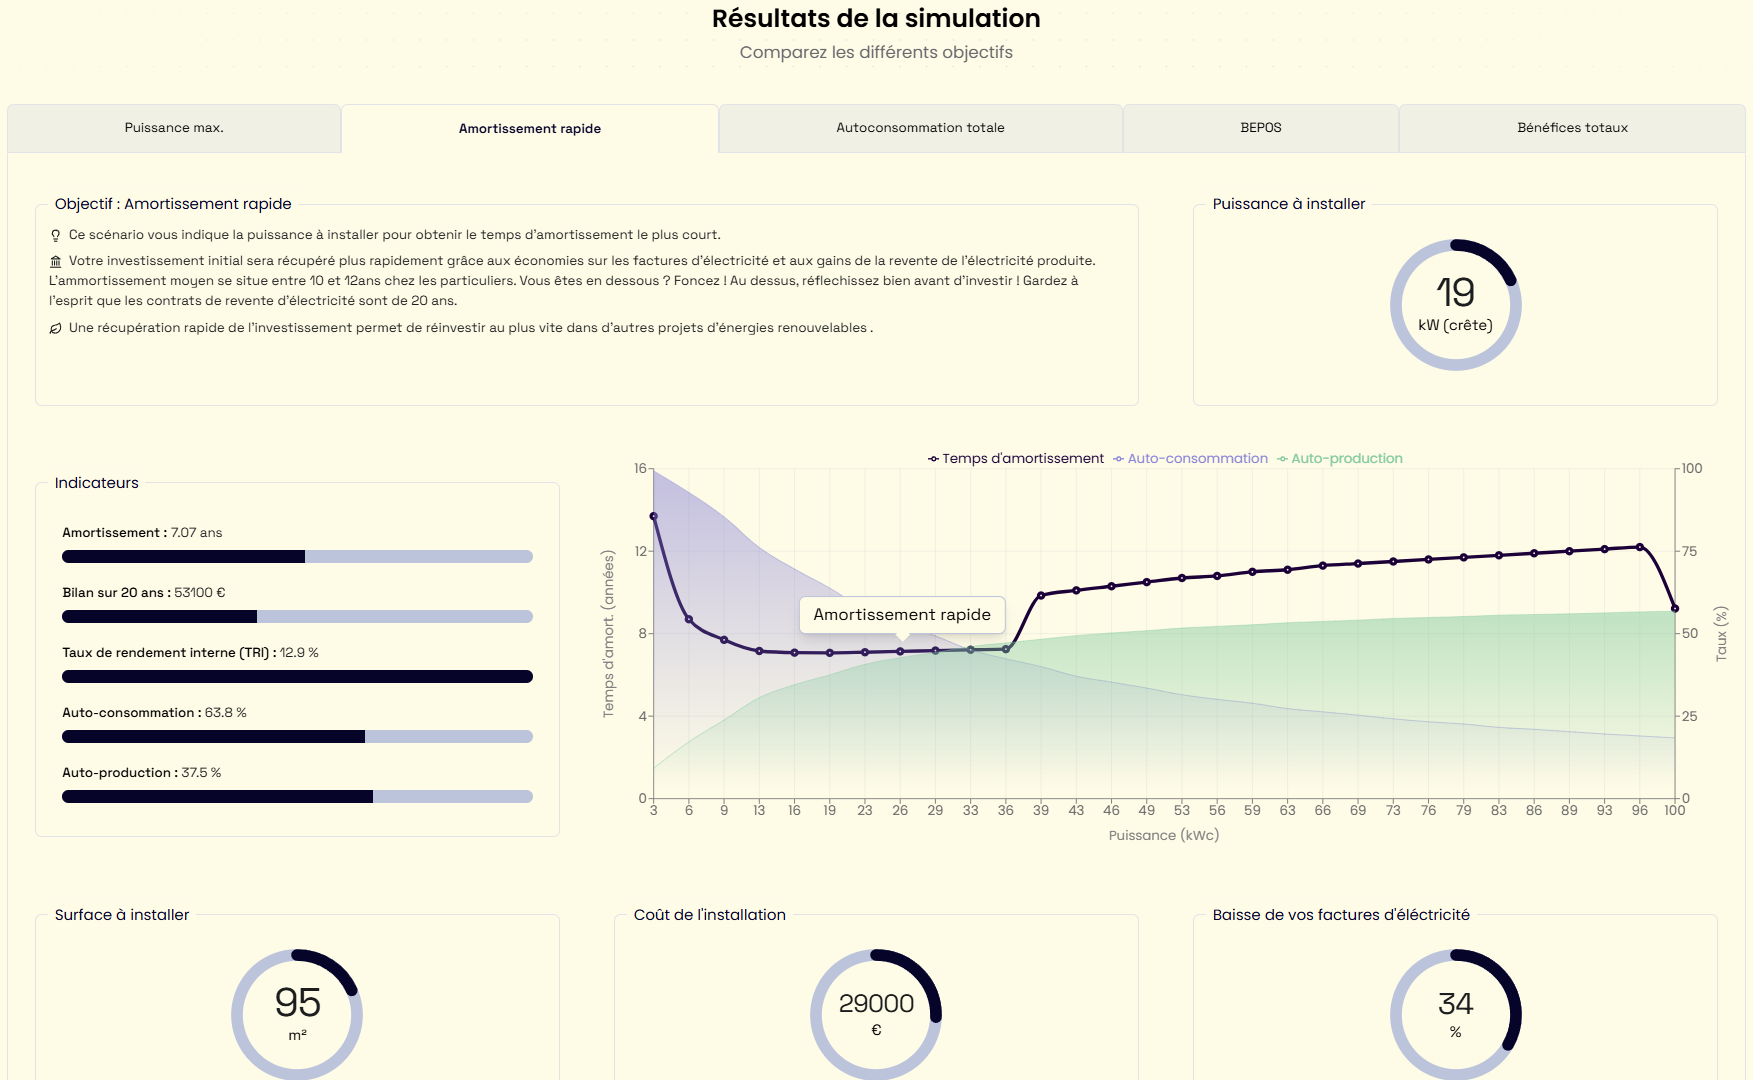 Résultats de la simulation
Comparez les différents objectifs
Puissance max.
Amortissement rapide
Autoconsommation totale
BEPOS
Bénéfices totaux
Objectif : Amortissement rapide
Ce scénario vous indique la puissance à installer pour obtenir le temps d'amortissement le plus court.
Votre investissement initial sera récupéré plus rapidement grâce aux économies sur les factures d'électricité et aux gains de la revente de l'électricité produite.
L'ammortissement moyen se situe entre 10 et 12ans chez les particuliers. Vous êtes en dessous ? Foncez ! Au dessus, réflechissez bien avant d'investir ! Gardez à
l'esprit que les contrats de revente d'électricité sont de 20 ans.
Une récupération rapide de l'investissement permet de réinvestir au plus vite dans d'autres projets d'énergies renouvelables .
Puissance à installer
19
kW (crête)
Indicateurs
Amortissement : 7.07 ans
Bilan sur 20 ans : 53100 €
Taux de rendement interne (TRI) : 12.9 %
Auto-consommation : 63.8 %
Auto-production : 37.5 %
Temps d'amortissement Auto-consommation Auto-production
16
12
8
4
0
Temps d'amort. (années)
Amortissement rapide
100
75
50
25
0
Taux (%)
3 6 9 13 16 19 23 26 29 33 36 39 43 46 49 53 56 59 63 66 69 73 76 79 83 86 89 93 96 100
Puissance (kWc)
Surface à installer
95
m²
Coût de l'installation
29000
€
Baisse de vos factures d'éléctricité
34
%